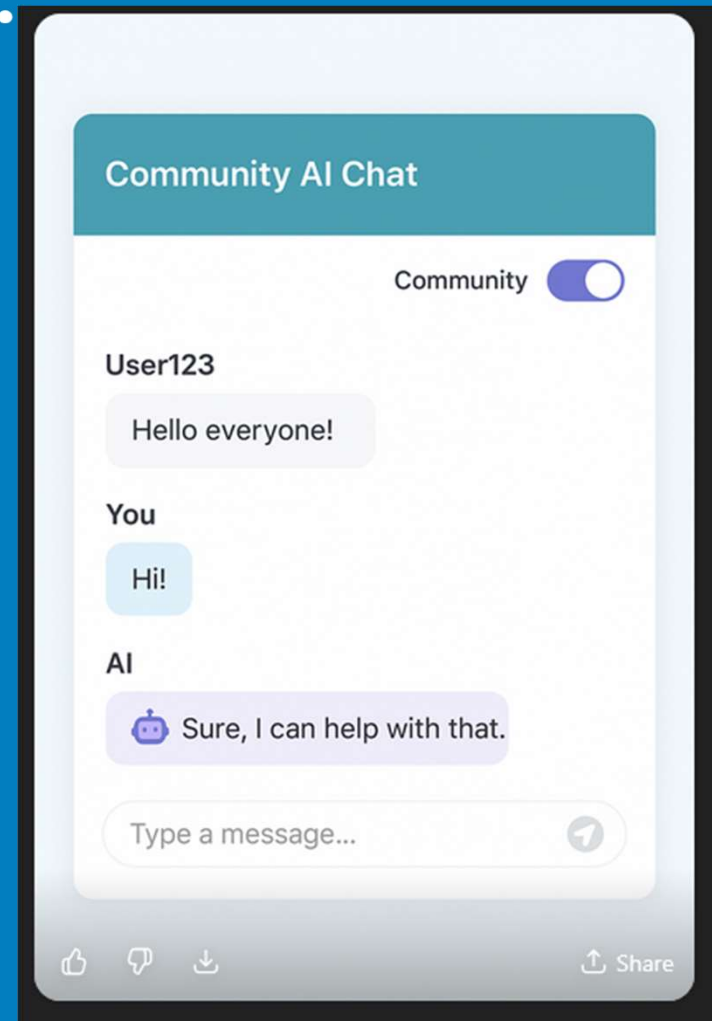 Community AI Chat
Community
User123
Hello everyone!
You
Hi!
AI
Sure, I can help with that.
Type a message...
Share